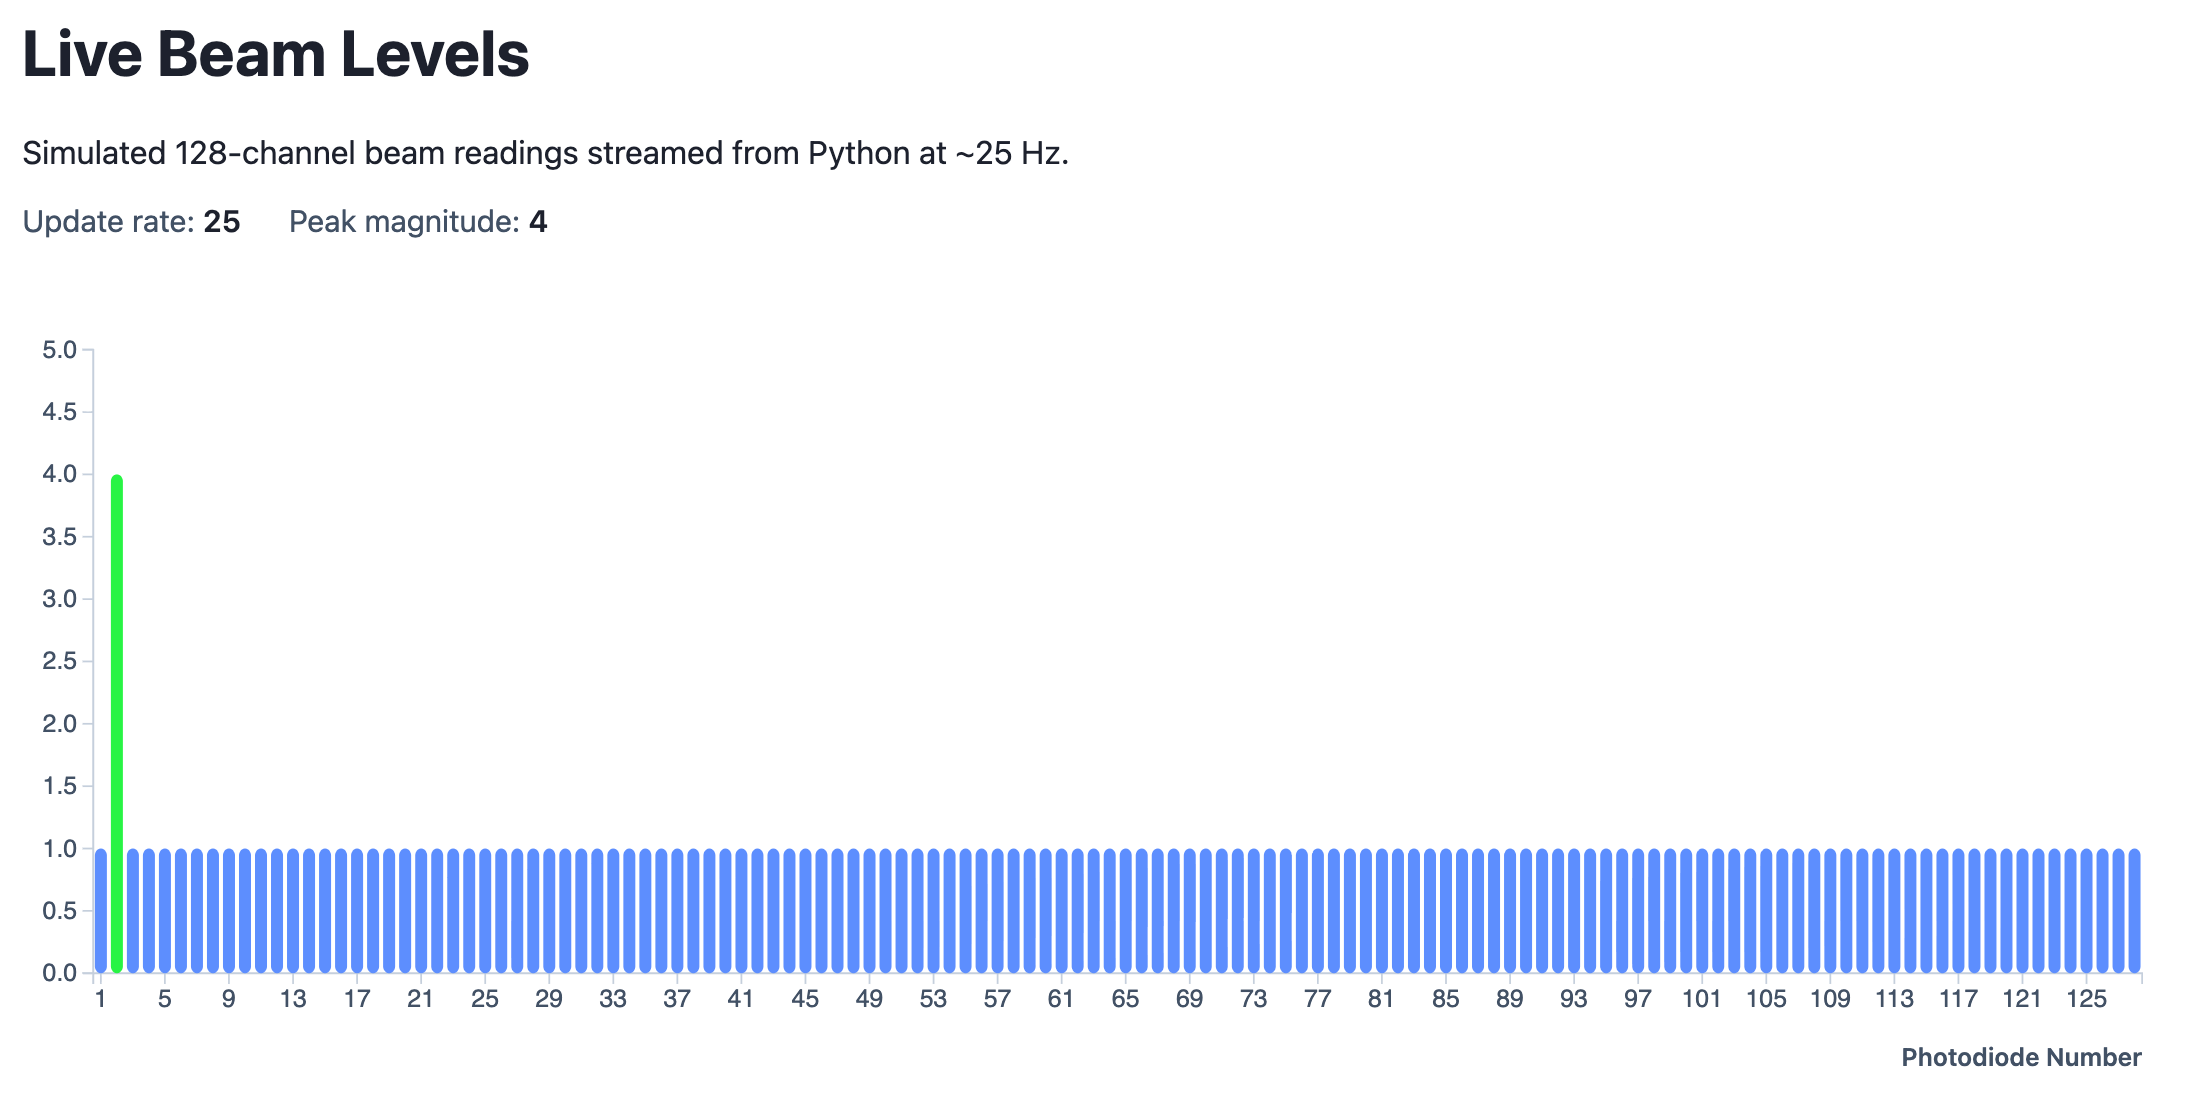 Live Beam Levels
Simulated 128-channel beam readings streamed from Python at ~25 Hz.
Update rate: 25 Peak magnitude: 4
5.0
4.5
4.0
3.5
3.0
2.5
2.0
1.5
1.0
0.5
0.0
1 5 9 13 17 21 25 29 33 37 41 45 49 53 57 61 65 69 73 77 81 85 89 93 97 101 105 109 113 117 121 125
Photodiode Number